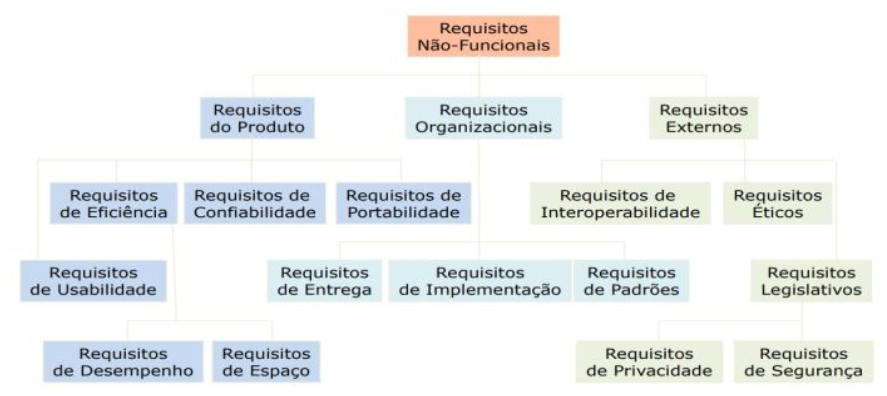 Requisitos
Não-Funcionais
Requisitos
do Produto
Requisitos
Organizacionais
Requisitos
Externos
Requisitos
de Eficiência
Requisitos de
Confiabilidade
Requisitos de
Portabilidade
Requisitos de
Interoperabilidade
Requisitos
Éticos
Requisitos
de Usabilidade
Requisitos
de Entrega
Requisitos
de Implementação
Requisitos
de Padrões
Requisitos
Legislativos
Requisitos
de Desempenho
Requisitos
de Espaço
Requisitos
de Privacidade
Requisitos
de Segurança